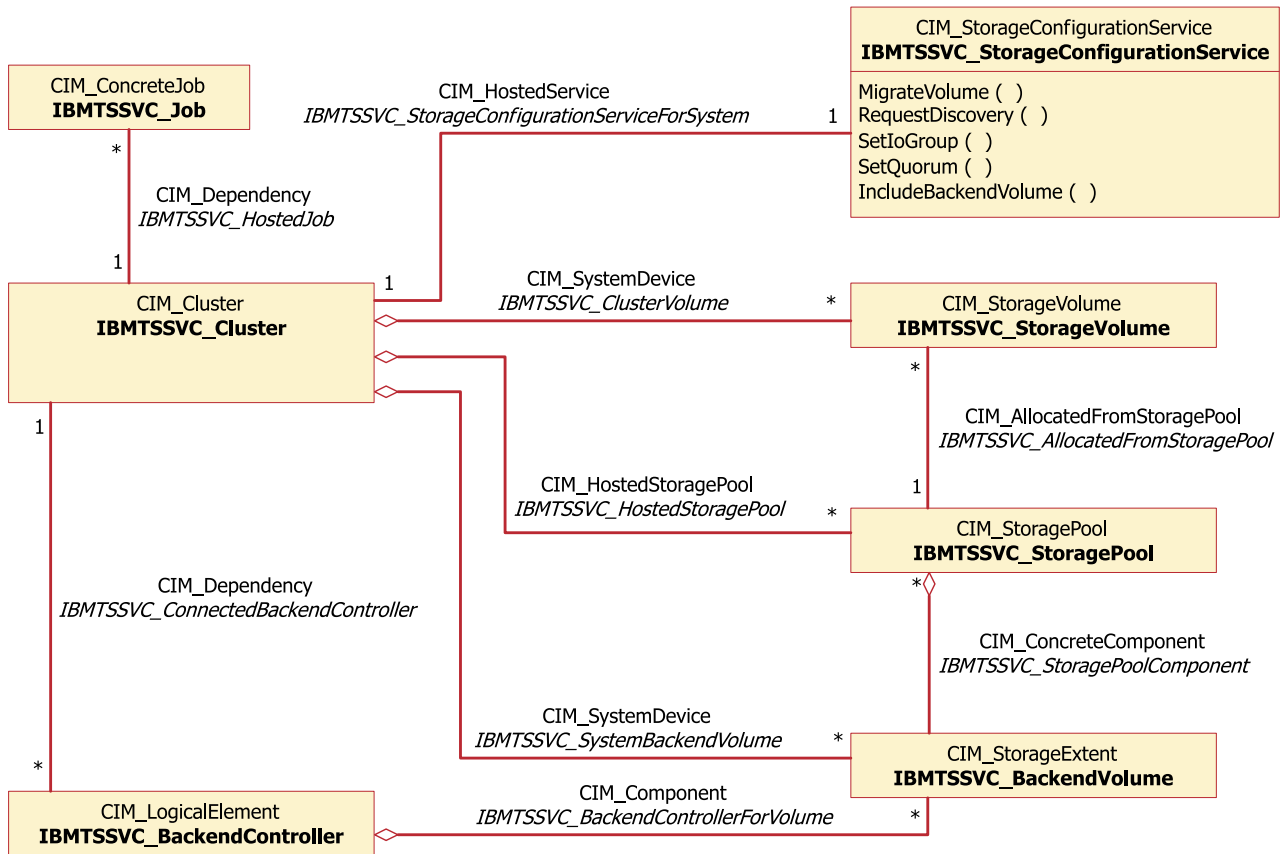 CIM_StorageConfigurationService
IBMTSSVC_StorageConfigurationService
MigrateVolume ( )
RequestDiscovery ( )
SetIoGroup ( )
SetQuorum ( )
IncludeBackendVolume ( )
CIM_ConcreteJob
IBMTSSVC_Job
CIM_HostedService
IBMTSSVC_StorageConfigurationServiceForSystem
1
*
CIM_Dependency
IBMTSSVC_HostedJob
1
1
CIM_Cluster
IBMTSSVC_Cluster
CIM_SystemDevice
IBMTSSVC_ClusterVolume
*
CIM_StorageVolume
IBMTSSVC_StorageVolume
*
CIM_AllocatedFromStoragePool
IBMTSSVC_AllocatedFromStoragePool
1
1
CIM_HostedStoragePool
IBMTSSVC_HostedStoragePool
*
CIM_StoragePool
IBMTSSVC_StoragePool
*
CIM_Dependency
IBMTSSVC_ConnectedBackendController
CIM_ConcreteComponent
IBMTSSVC_StoragePoolComponent
CIM_SystemDevice
IBMTSSVC_SystemBackendVolume
*
CIM_StorageExtent
IBMTSSVC_BackendVolume
*
CIM_LogicalElement
IBMTSSVC_BackendController
CIM_Component
IBMTSSVC_BackendControllerForVolume
*